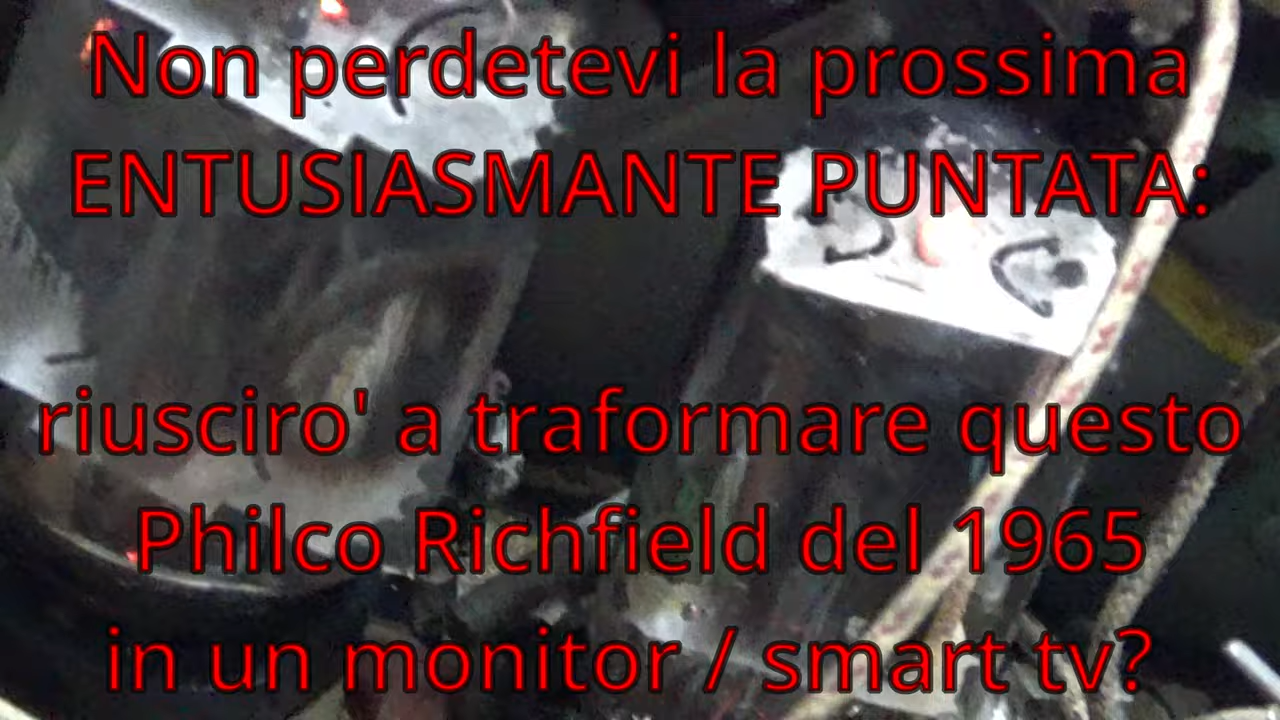 Non perdetevi la prossima
ENTUSIASMANTE PUNTATA:
riusciro' a traformare questo
Philco Richfield del 1965
in un monitor / smart tv?